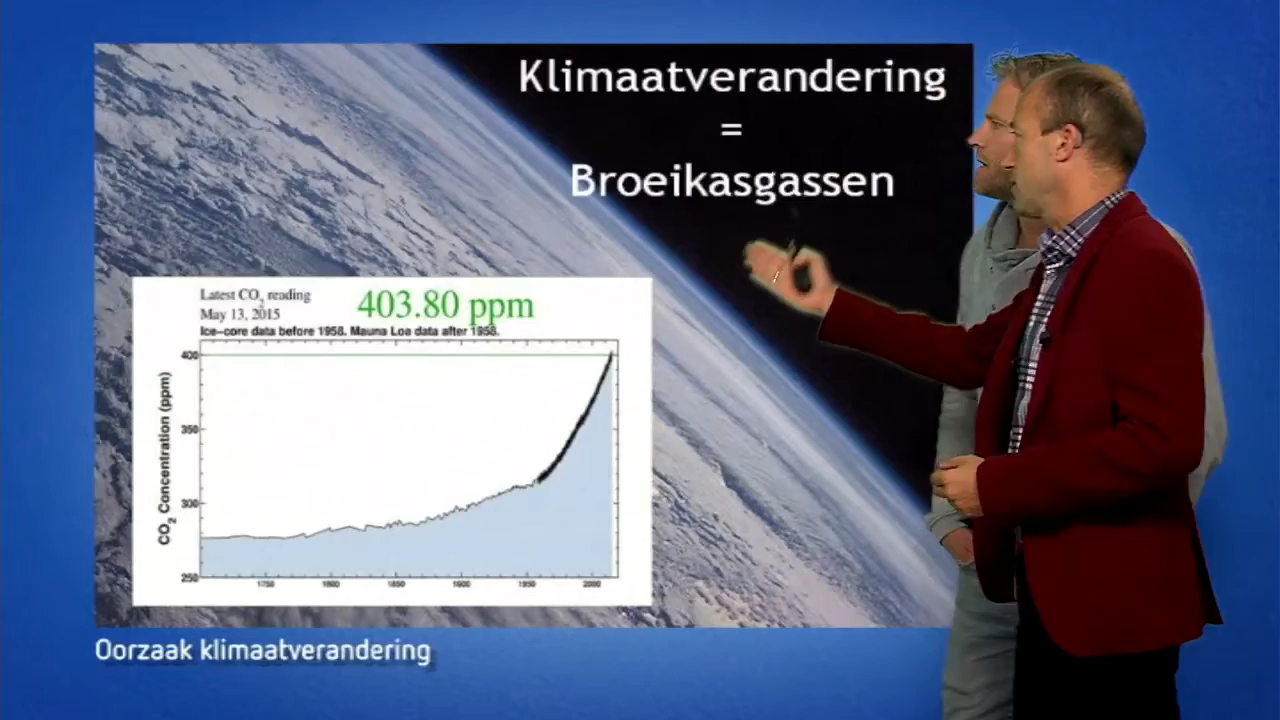 Klimaatverandering
=
Broeikasgassen
Latest CO2 reading
May 13, 2015
403.80 ppm
Ice-core data before 1958. Mauna Loa data after 1958.
CO2 Concentration (ppm)
400
350
300
250
1750
1800
1850
1900
1950
2000
Oorzaak klimaatverandering